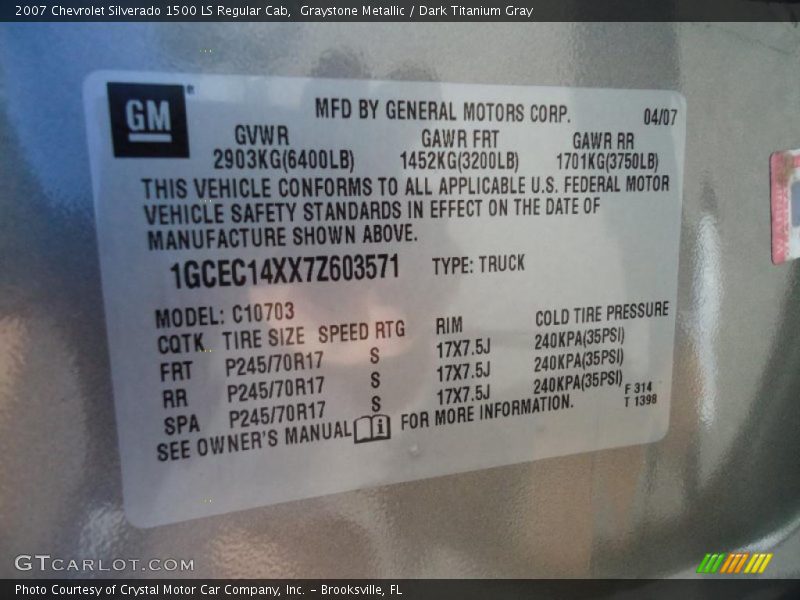 2007 Chevrolet Silverado 1500 LS Regular Cab,  Graystone Metallic / Dark Titanium Gray
GM ®
MFD BY GENERAL MOTORS CORP. 04/07
GVWR GAWR FRT GAWR RR
2903KG(6400LB) 1452KG(3200LB) 1701KG(3750LB)
THIS VEHICLE CONFORMS TO ALL APPLICABLE U.S. FEDERAL MOTOR
VEHICLE SAFETY STANDARDS IN EFFECT ON THE DATE OF
MANUFACTURE SHOWN ABOVE.
1GCEC14XX7Z603571 TYPE: TRUCK
MODEL: C10703
CQTK TIRE SIZE SPEED RTG RIM COLD TIRE PRESSURE
FRT P245/70R17 S 17X7.5J 240KPA(35PSI)
RR P245/70R17 S 17X7.5J 240KPA(35PSI)
SPA P245/70R17 S 17X7.5J 240KPA(35PSI)
F 314
T 1398
SEE OWNER'S MANUAL FOR MORE INFORMATION.
GTCARLOT.COM
Photo Courtesy of Crystal Motor Car Company, Inc. – Brooksville, FL